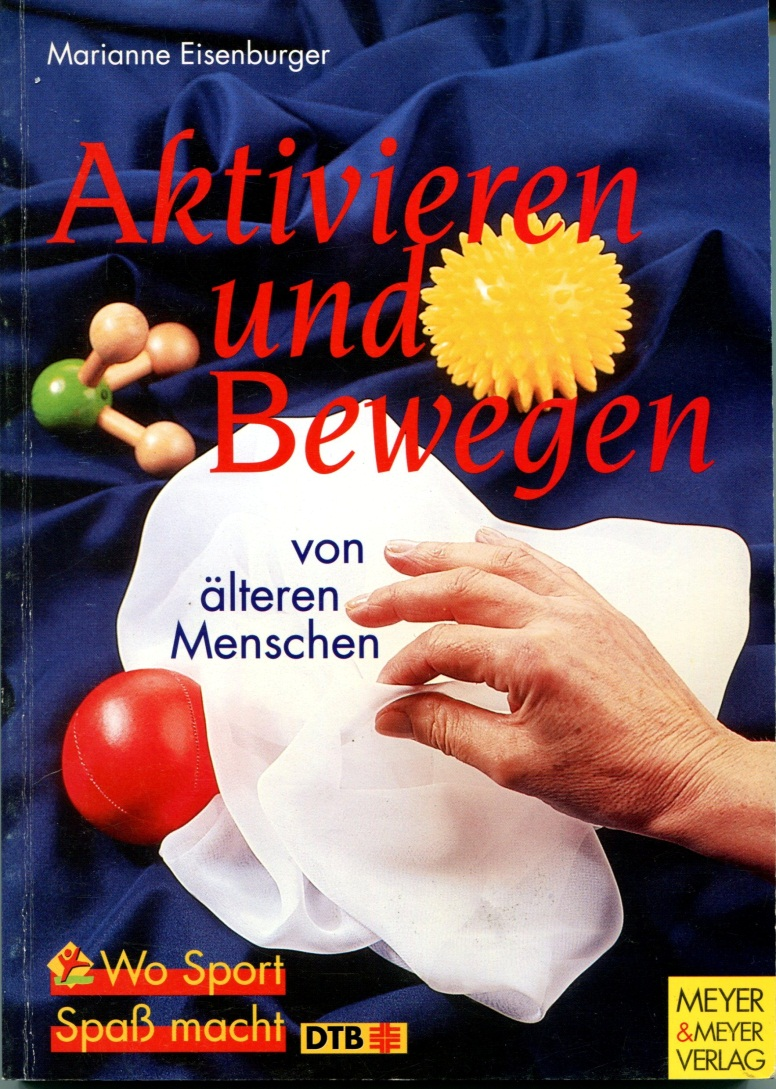 Marianne Eisenburger
Aktivieren
und
Bewegen
von
älteren
Menschen
Wo Sport
Spaß macht
DTB
MEYER
&MEYER
VERLAG